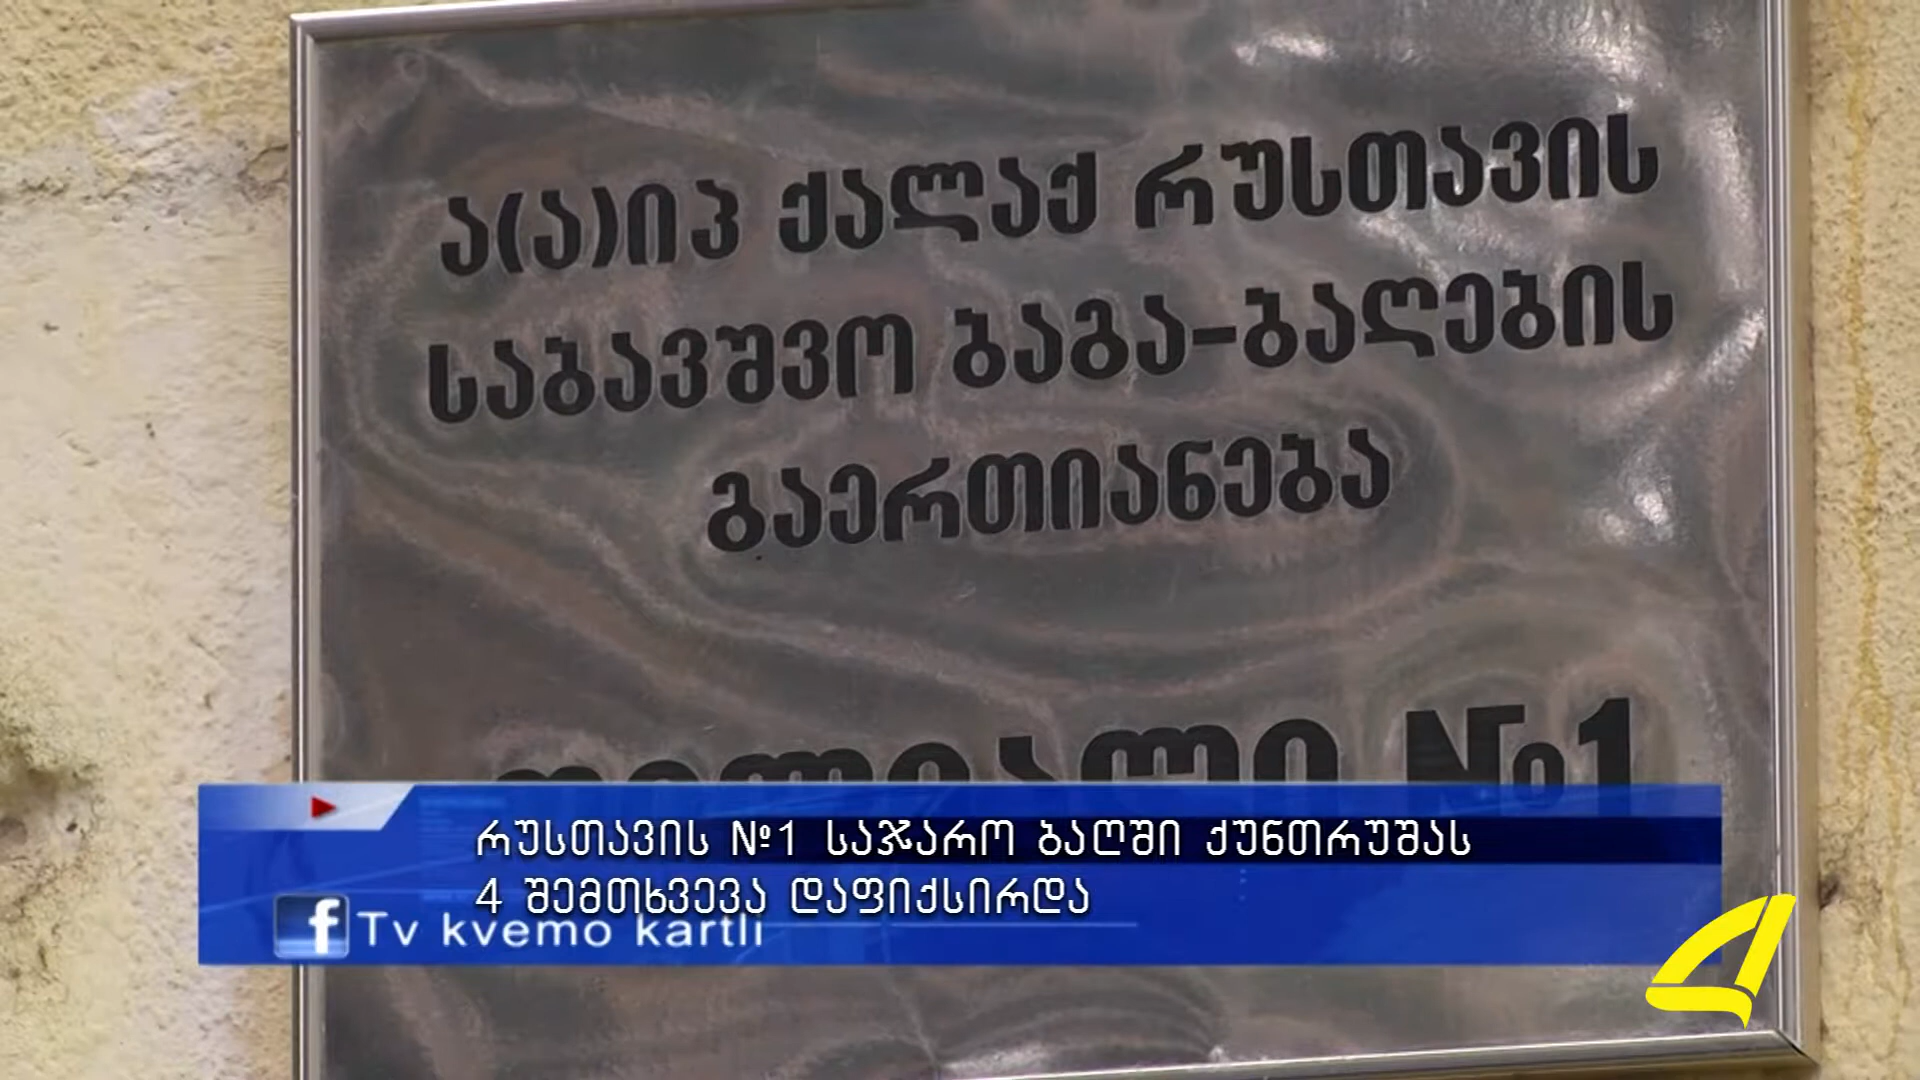 ა(ა)იპ ქალაქ რუსთავის
საბავშვო ბაგა-ბაღების
გაერთიანება
ფილიალი №1
რუსთავის №1 საჯარო ბაღში ქუნთრუშას
4 შემთხვევა დაფიქსირდა
f Tv kvemo kartli